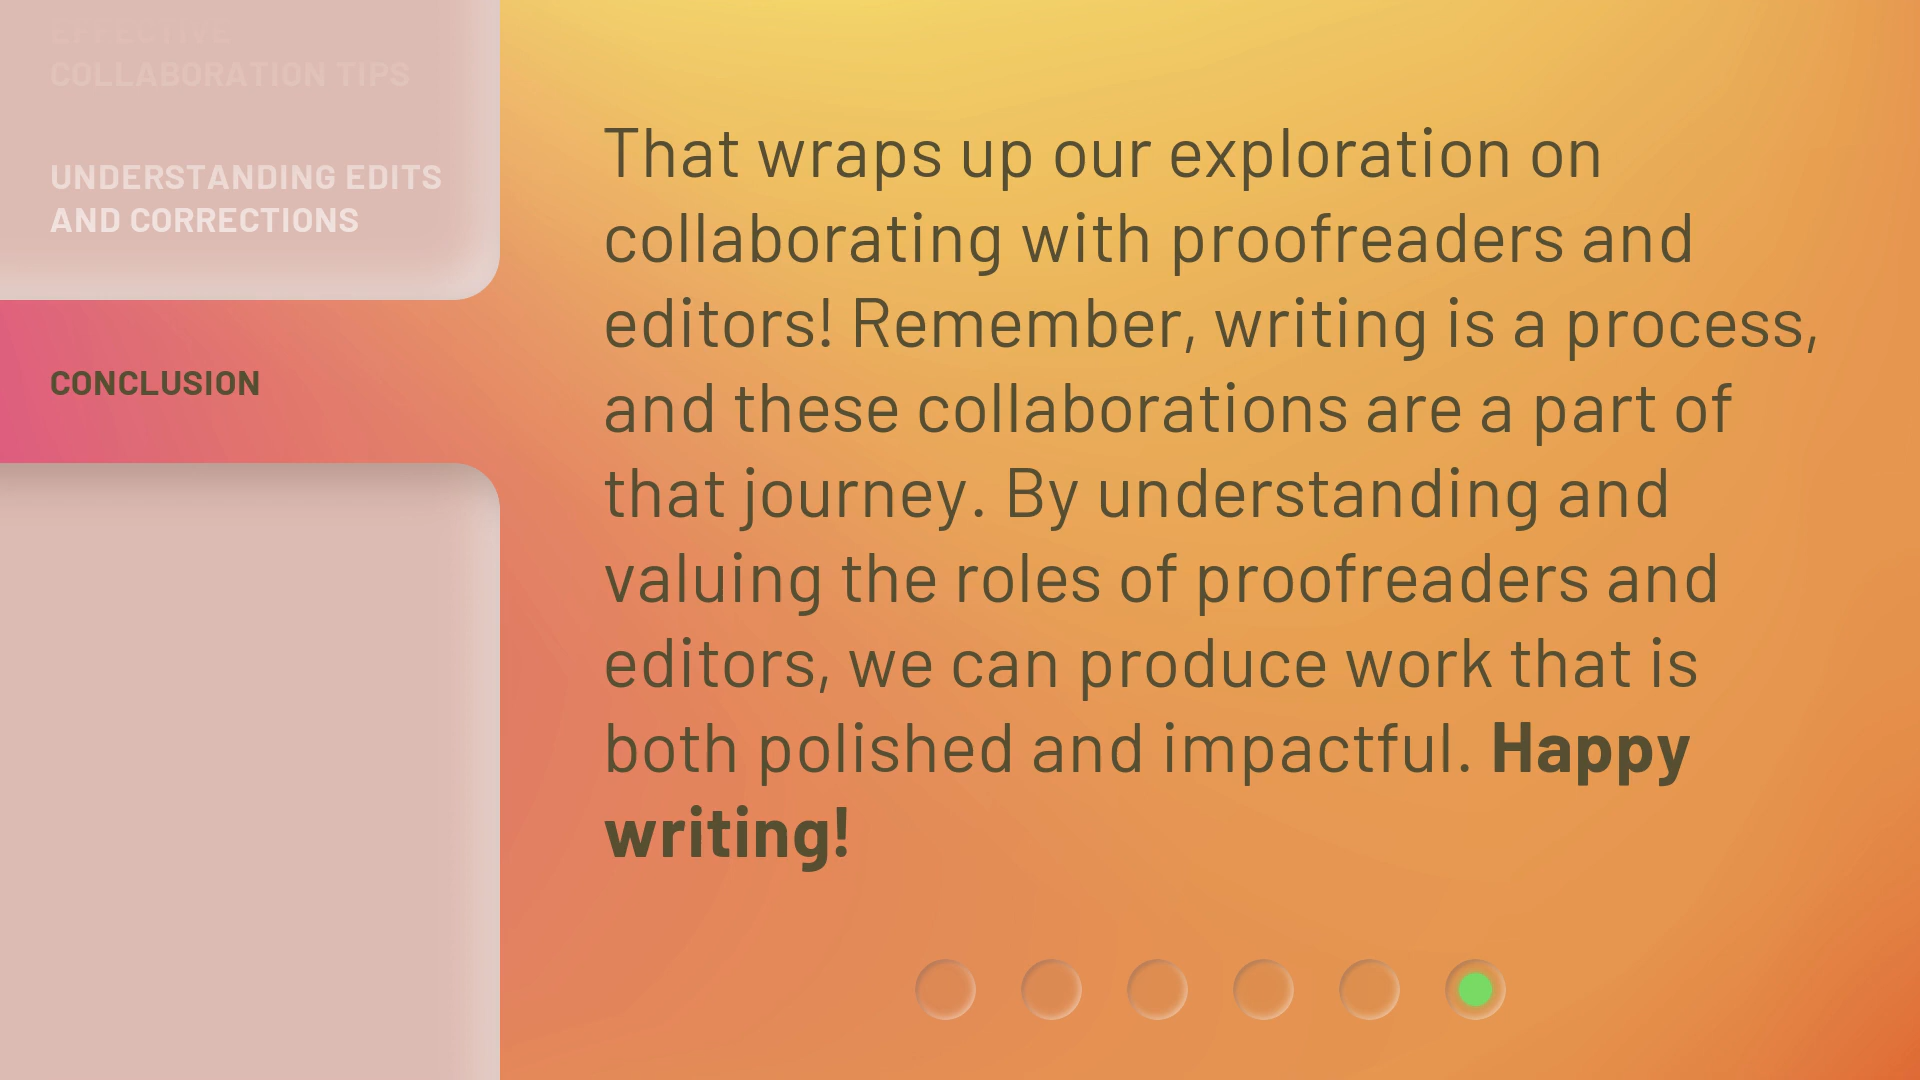 EFFECTIVE
COLLABORATION TIPS
UNDERSTANDING EDITS
AND CORRECTIONS
CONCLUSION
That wraps up our exploration on
collaborating with proofreaders and
editors! Remember, writing is a process,
and these collaborations are a part of
that journey. By understanding and
valuing the roles of proofreaders and
editors, we can produce work that is
both polished and impactful. Happy
writing!